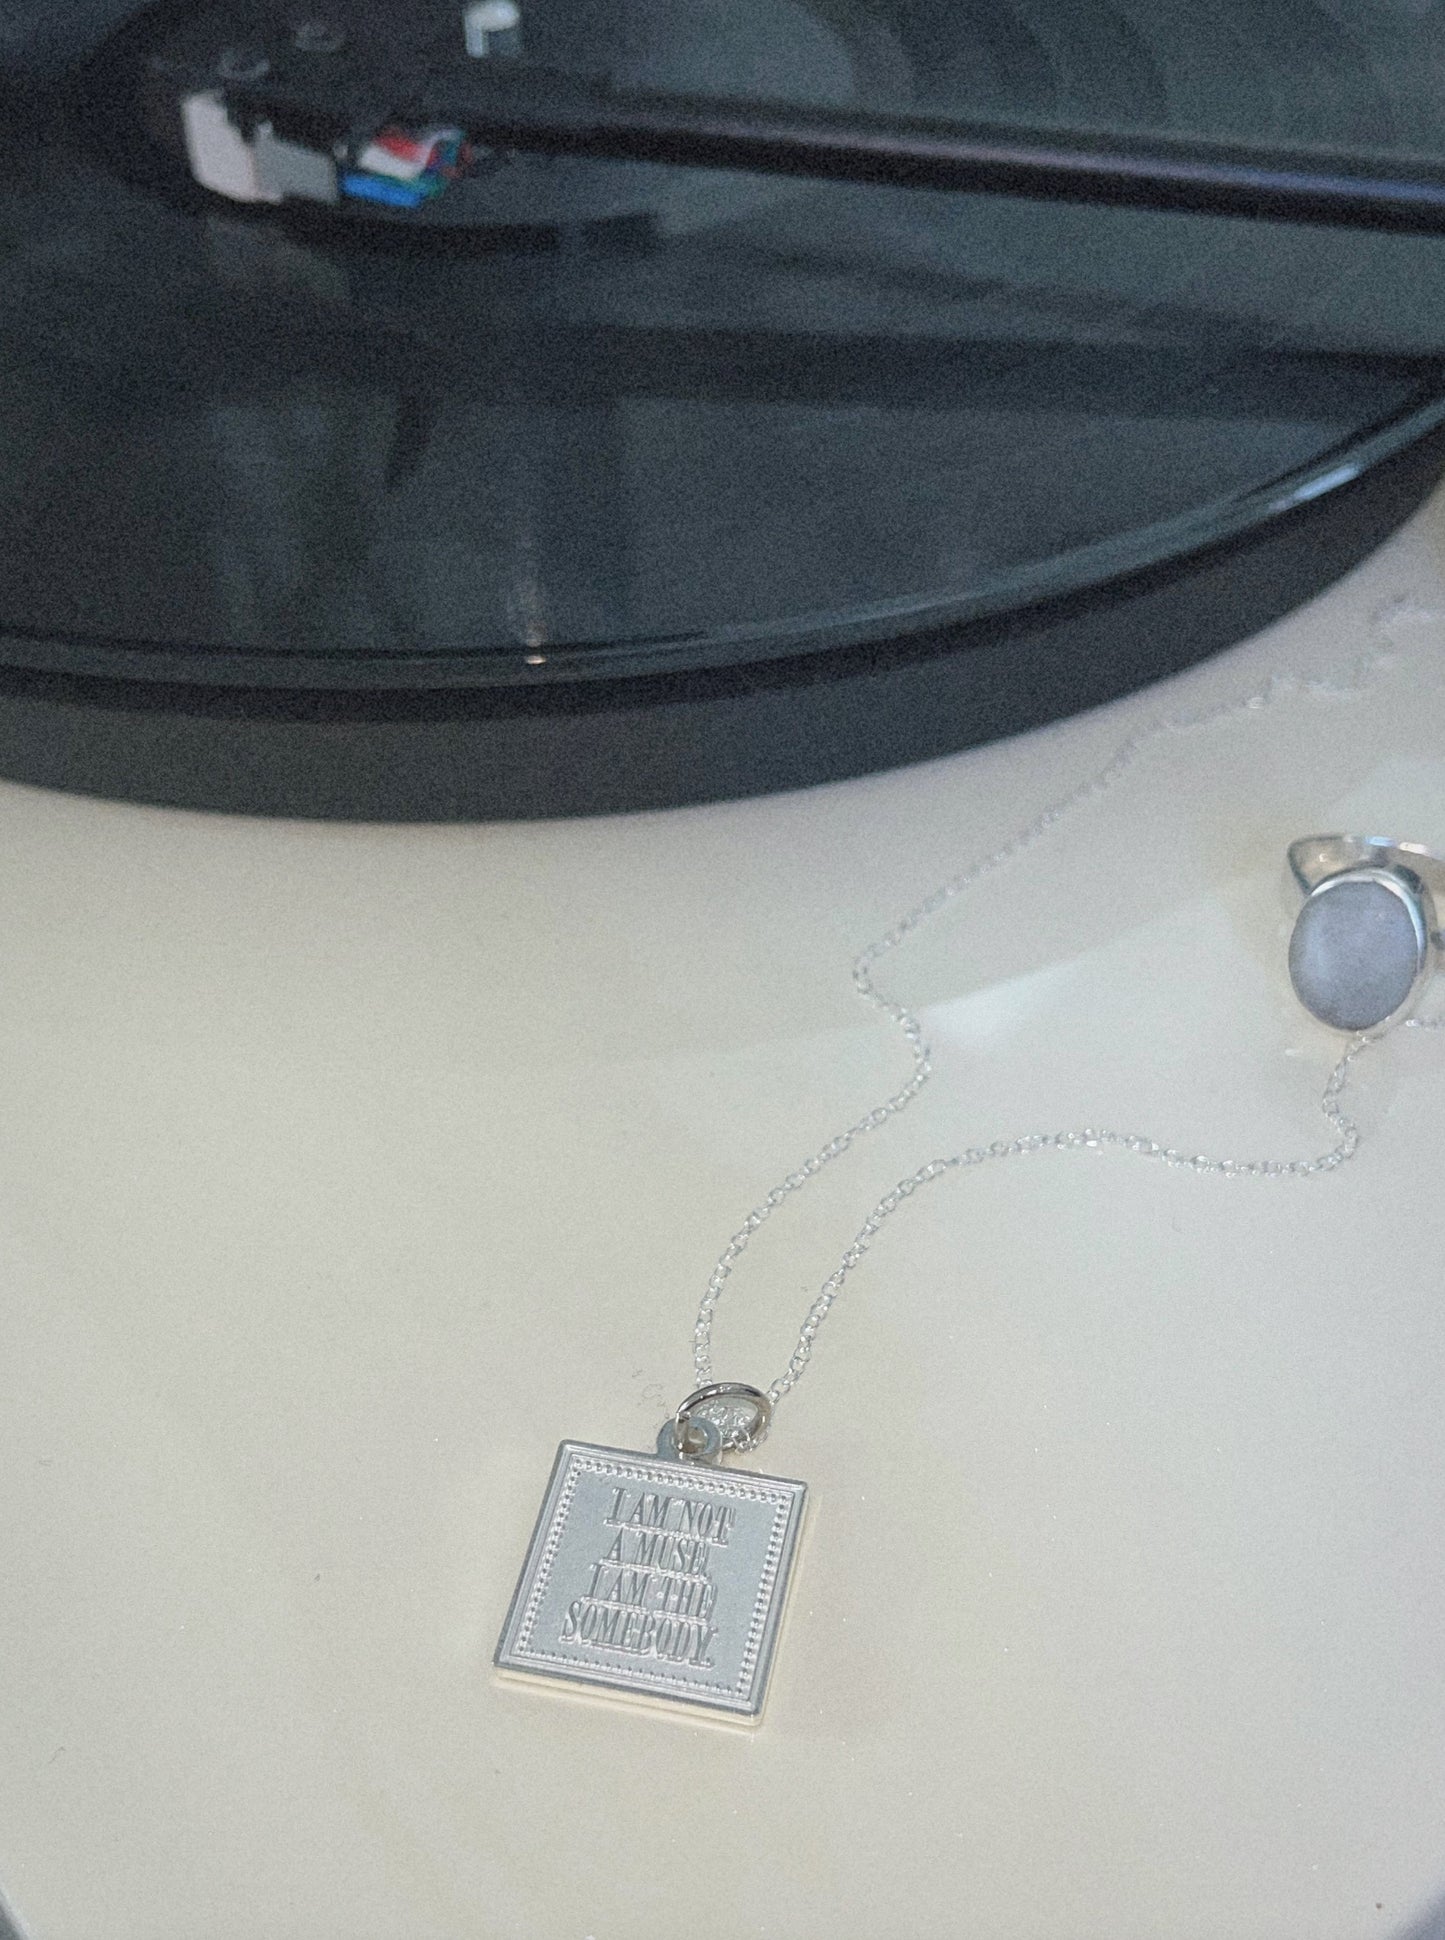 I AM NOT
A MUSE,
I AM THE
SOMEBODY.